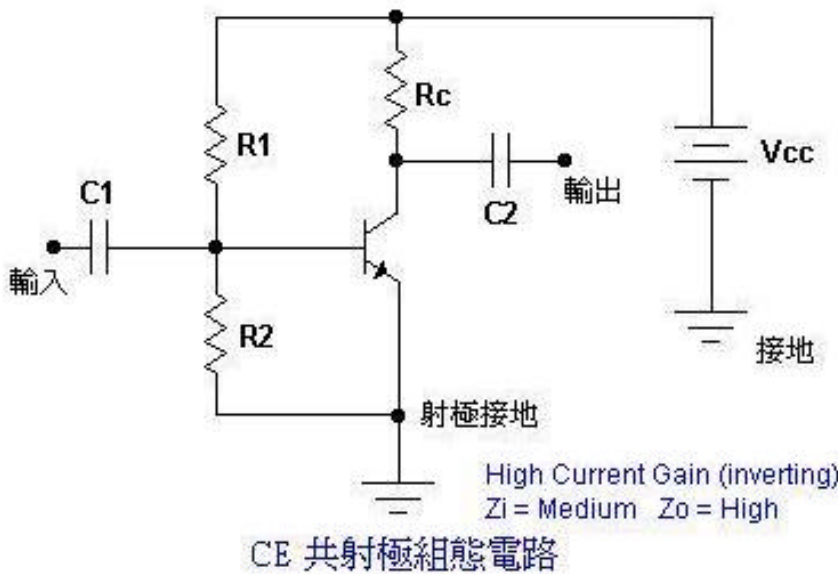 Rc
R1
Vcc
C1
C2
輸出
輸入
R2
接地
射極接地
High Current Gain (inverting)
Zi = Medium Zo = High
CE 共射極組態電路